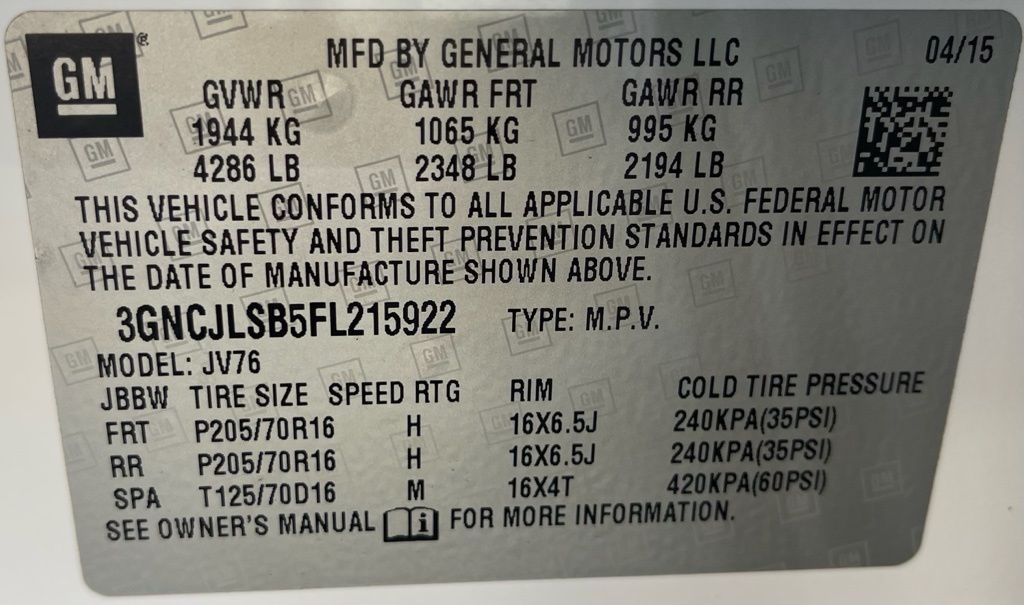 GM ®
MFD BY GENERAL MOTORS LLC 04/15
GVWR GAWR FRT GAWR RR
1944 KG 1065 KG 995 KG
4286 LB 2348 LB 2194 LB
THIS VEHICLE CONFORMS TO ALL APPLICABLE U.S. FEDERAL MOTOR
VEHICLE SAFETY AND THEFT PREVENTION STANDARDS IN EFFECT ON
THE DATE OF MANUFACTURE SHOWN ABOVE.
3GNCJLSB5FL215922 TYPE: M.P.V.
MODEL: JV76
JBBW TIRE SIZE SPEED RTG RIM COLD TIRE PRESSURE
FRT P205/70R16 H 16X6.5J 240KPA(35PSI)
RR P205/70R16 H 16X6.5J 240KPA(35PSI)
SPA T125/70D16 M 16X4T 420KPA(60PSI)
SEE OWNER'S MANUAL i FOR MORE INFORMATION.